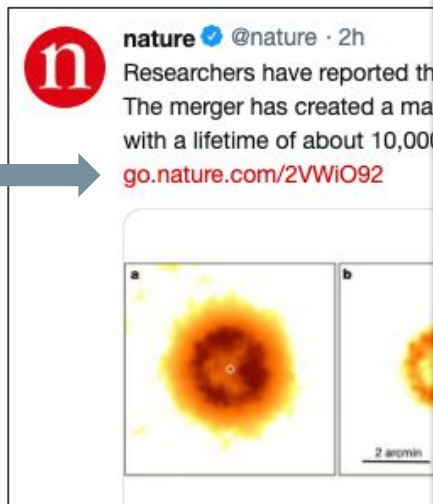 n
nature @nature · 2h
Researchers have reported th
The merger has created a ma
with a lifetime of about 10,000
go.nature.com/2VWiO92
a
b
2 arcmin